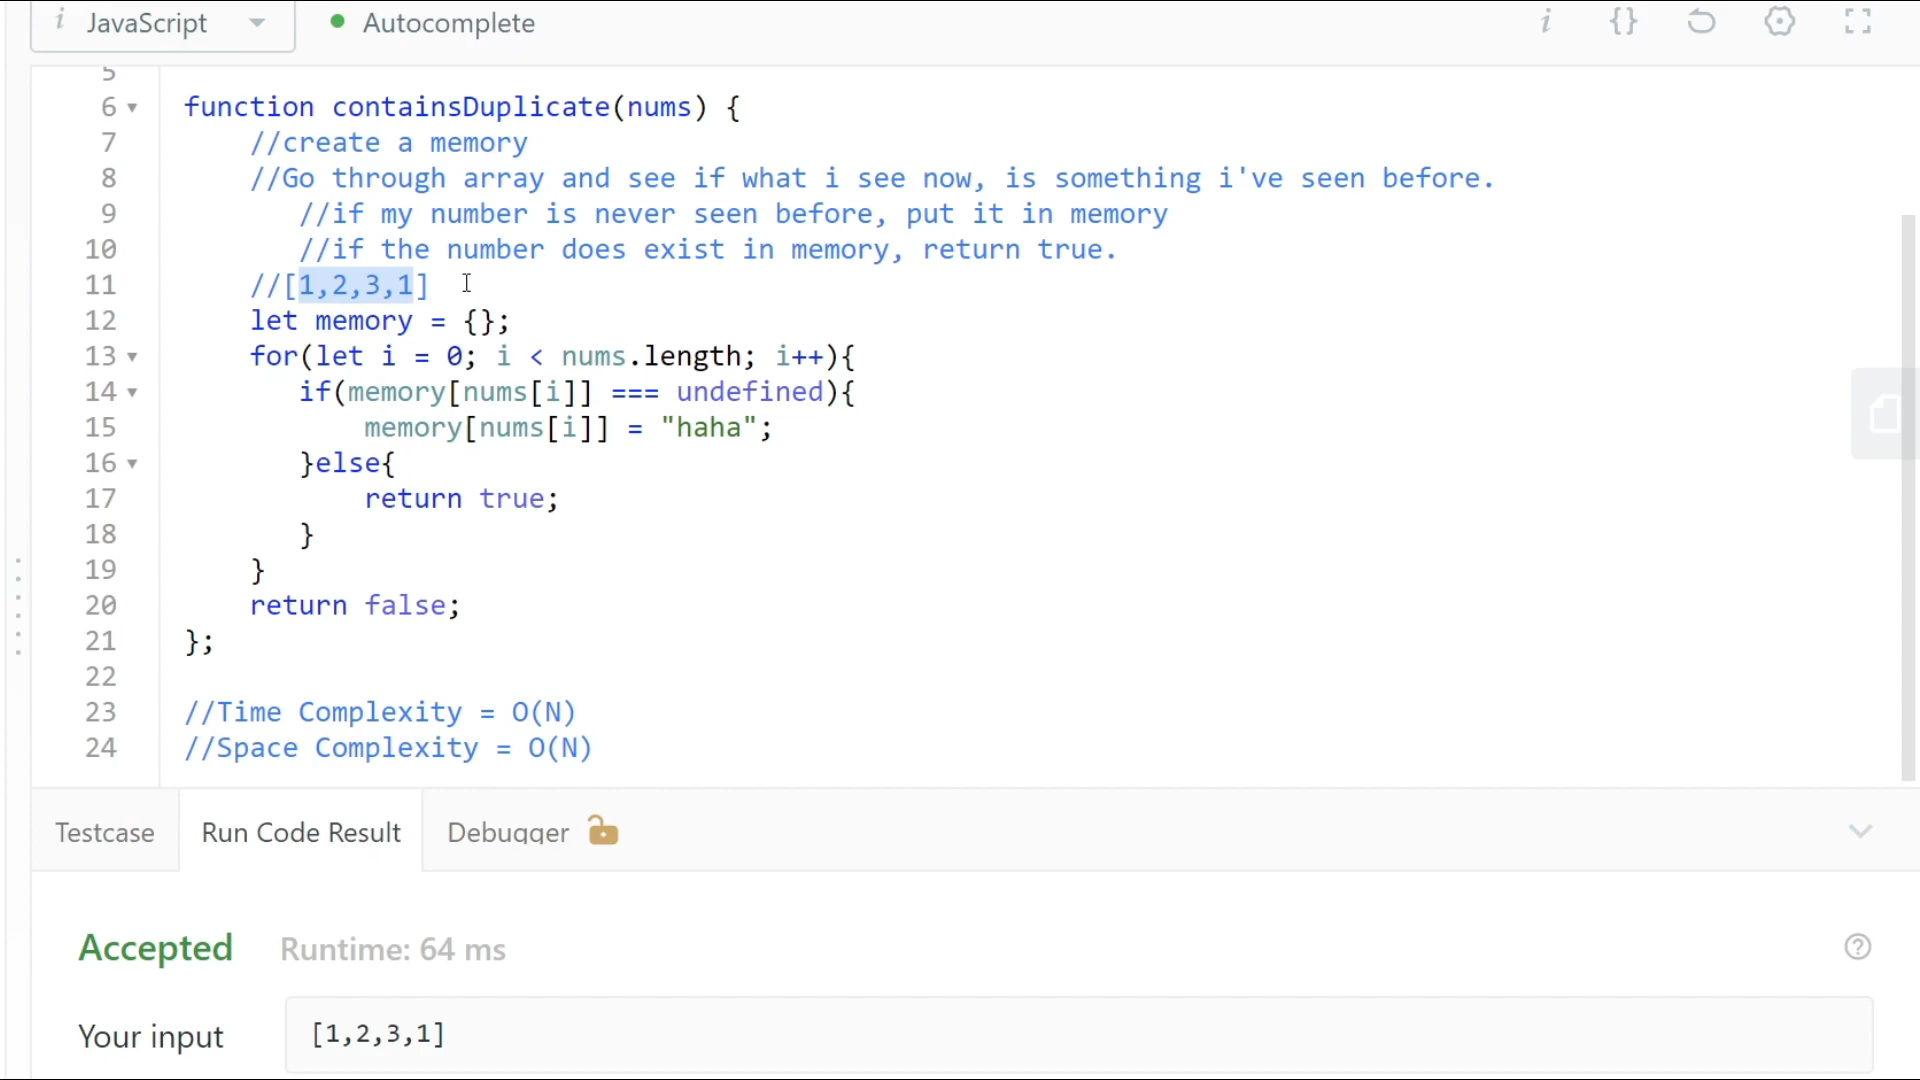 i JavaScript
Autocomplete
i {}
5
6 function containsDuplicate(nums) {
7 //create a memory
8 //Go through array and see if what i see now, is something i've seen before.
9 //if my number is never seen before, put it in memory
10 //if the number does exist in memory, return true.
11 //[1,2,3,1]
12 let memory = {};
13 for(let i = 0; i < nums.length; i++){
14 if(memory[nums[i]] === undefined){
15 memory[nums[i]] = "haha";
16 }else{
17 return true;
18 }
19 }
20 return false;
21 };
22
23 //Time Complexity = O(N)
24 //Space Complexity = O(N)
Testcase Run Code Result Debugger
Accepted Runtime: 64 ms ?
Your input [1,2,3,1]